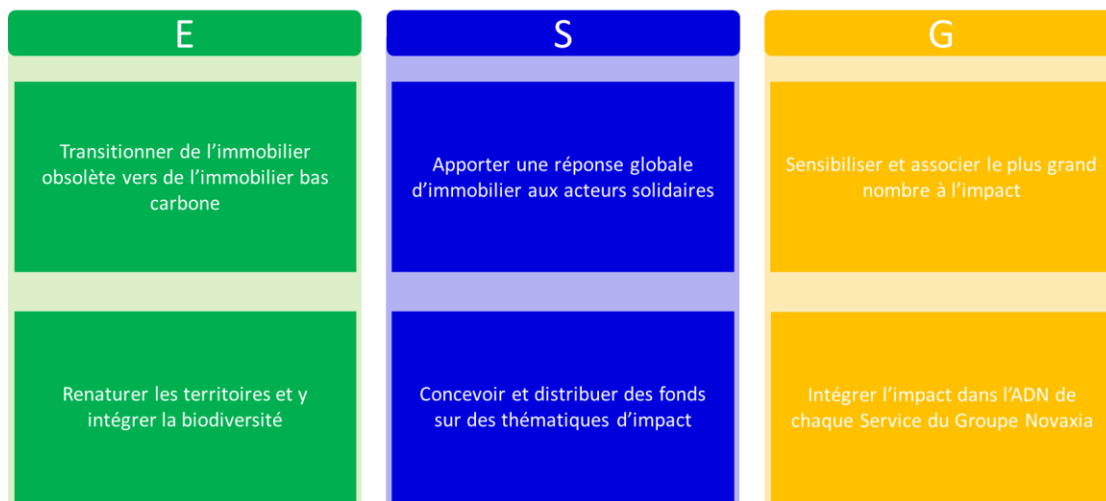 E
Transitionner de l’immobilier
obsolète vers de l’immobilier bas
carbone
Renaturer les territoires et y
intégrer la biodiversité
S
Apporter une réponse globale
d’immobilier aux acteurs solidaires
Concevoir et distribuer des fonds
sur des thématiques d’impact
G
Sensibiliser et associer le plus grand
nombre à l’impact
Intégrer l’impact dans l’ADN de
chaque Service du Groupe Novaxia